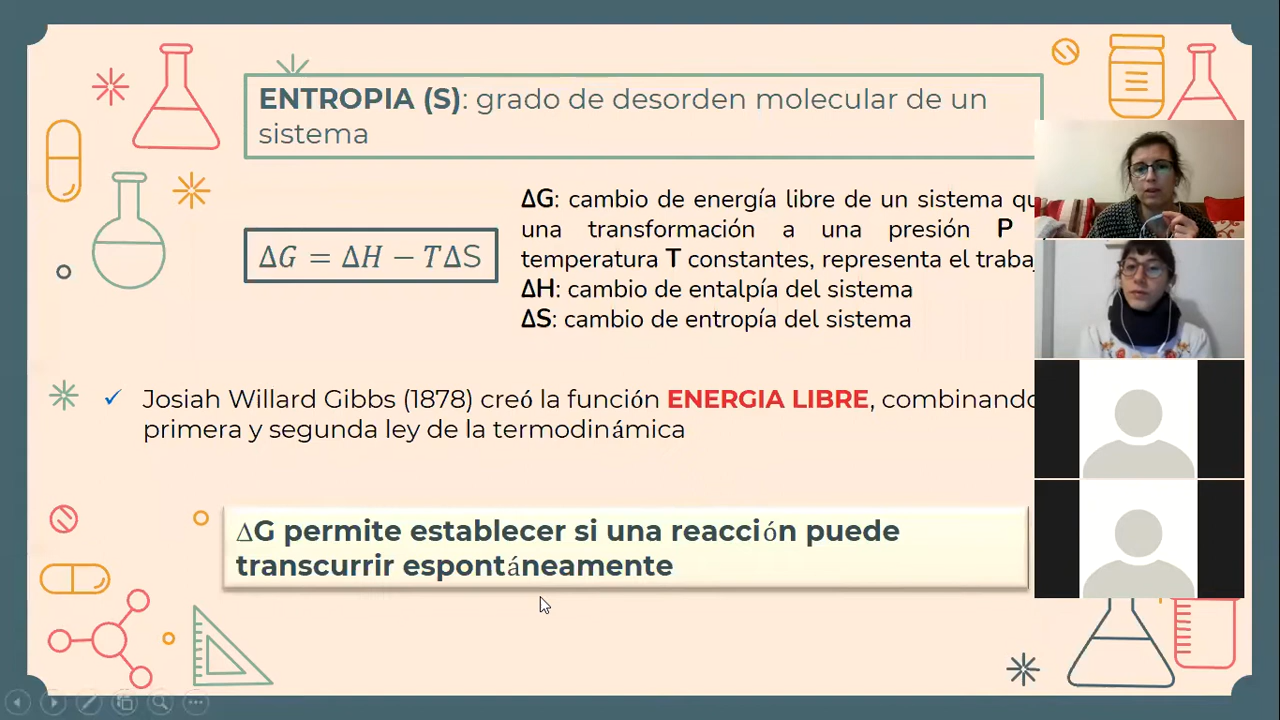 ENTROPIA (S): grado de desorden molecular de un
sistema
ΔG: cambio de energía libre de un sistema
una transformación a una presión P
temperatura T constantes, representa el
ΔH: cambio de entalpía del sistema
ΔS: cambio de entropía del sistema
ΔG = ΔH − TΔS
✓ Josiah Willard Gibbs (1878) creó la función ENERGIA LIBRE, combinando
primera y segunda ley de la termodinámica
ΔG permite establecer si una reacción puede
transcurrir espontáneamente